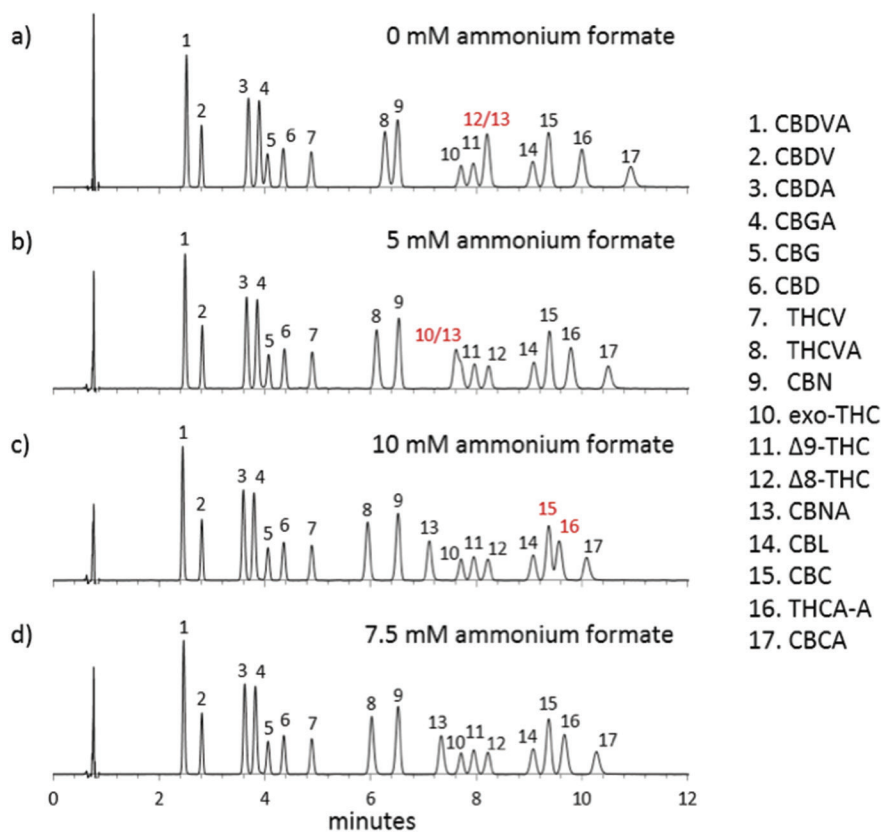 a) 0 mM ammonium formate
1 2 3 4 5 6 7 8 9 10 11 12/13 14 15 16 17
b) 5 mM ammonium formate
1 2 3 4 5 6 7 8 9 10/13 11 12 14 15 16 17
c) 10 mM ammonium formate
1 2 3 4 5 6 7 8 9 13 10 11 12 14 15 16 17
d) 7.5 mM ammonium formate
1 2 3 4 5 6 7 8 9 13 10 11 12 14 15 16 17
0 2 4 6 8 10 12
minutes
1. CBDVA
2. CBDV
3. CBDA
4. CBGA
5. CBG
6. CBD
7. THCV
8. THCVA
9. CBN
10. exo-THC
11. Δ9-THC
12. Δ8-THC
13. CBNA
14. CBL
15. CBC
16. THCA-A
17. CBCA